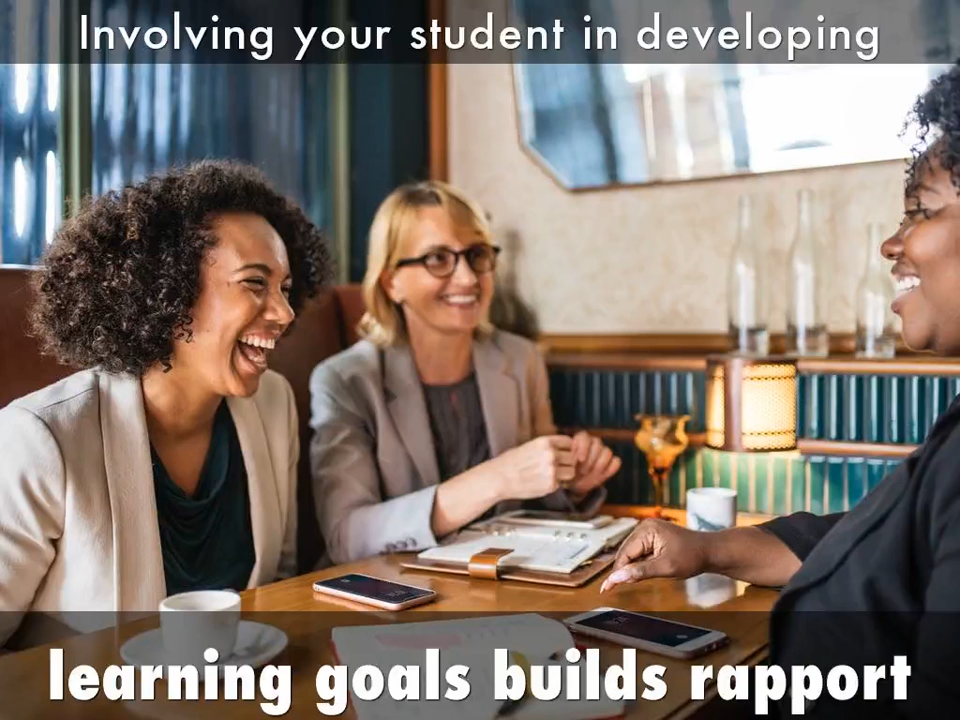 Involving your student in developing
learning goals builds rapport